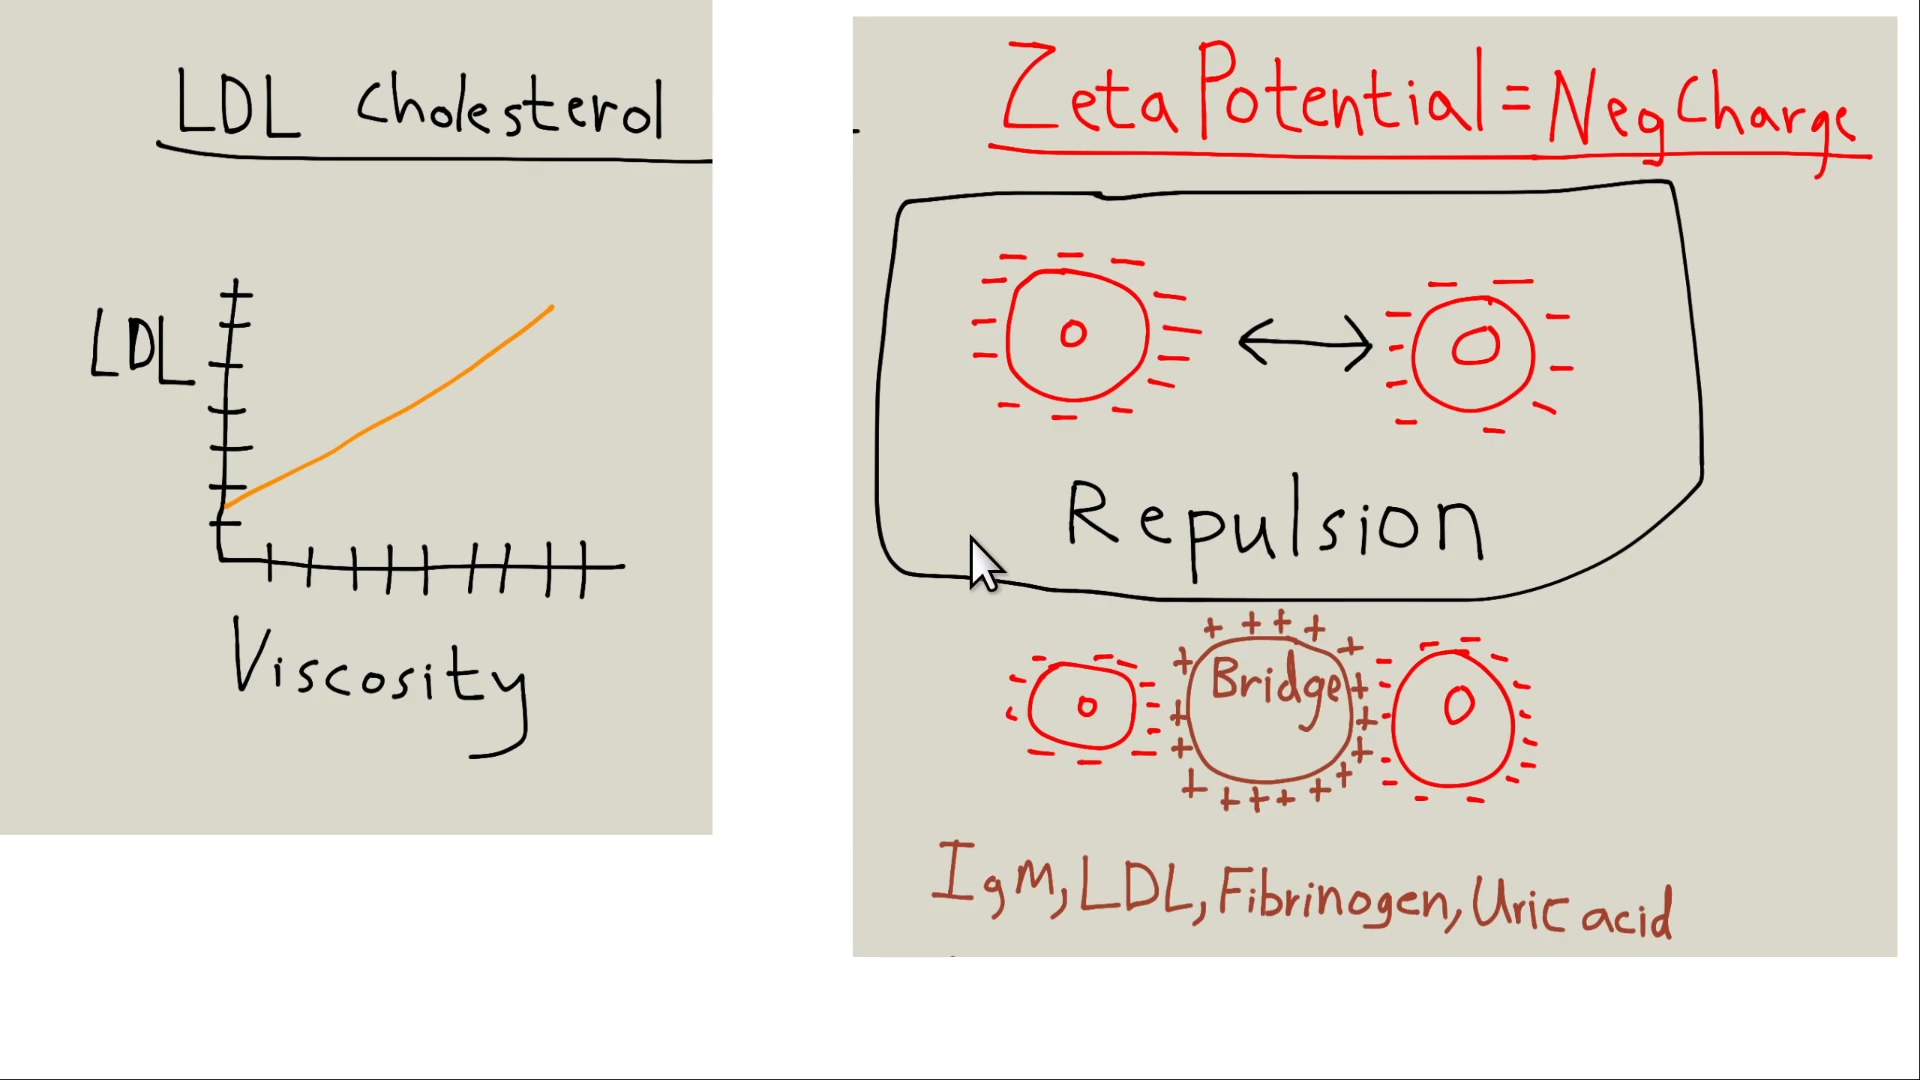 LDL Cholesterol
LDL
Viscosity
Zeta Potential = Neg Charge
Repulsion
Bridge
IgM, LDL, Fibrinogen, Uric acid